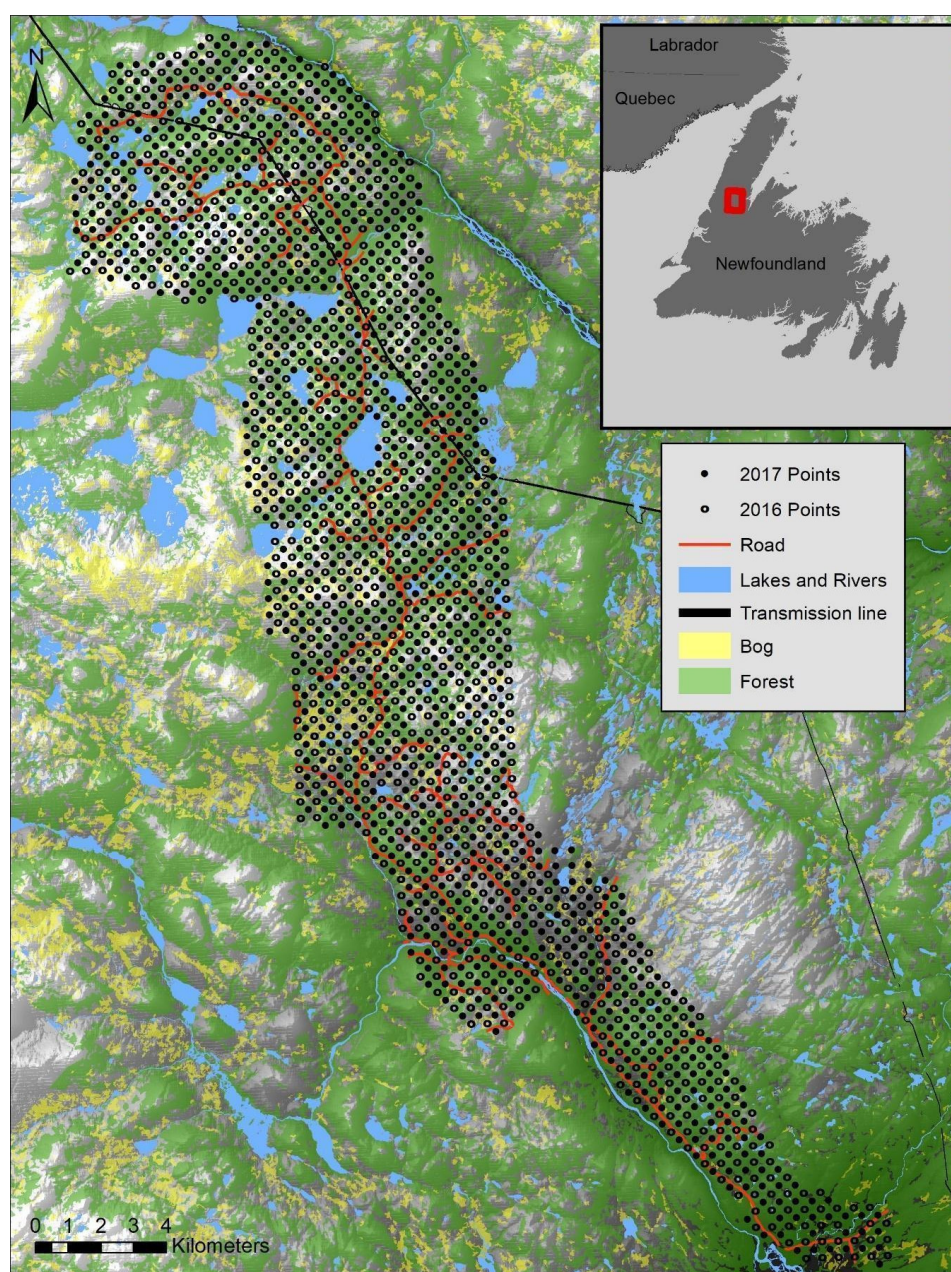 N
Labrador
Quebec
Newfoundland
2017 Points
2016 Points
Road
Lakes and Rivers
Transmission line
Bog
Forest
0 1 2 3 4
Kilometers